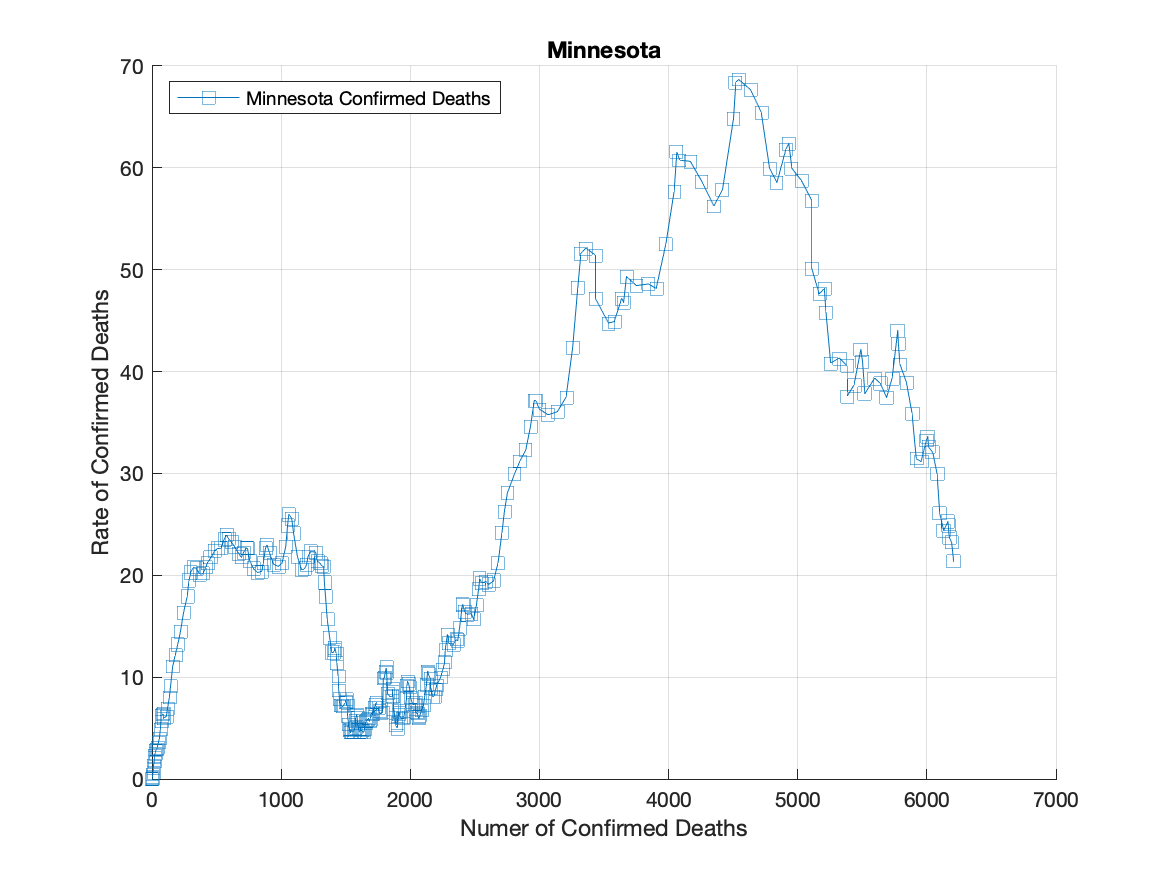 Minnesota
Minnesota Confirmed Deaths
Rate of Confirmed Deaths
70
60
50
40
30
20
10
0
0 1000 2000 3000 4000 5000 6000 7000
Numer of Confirmed Deaths